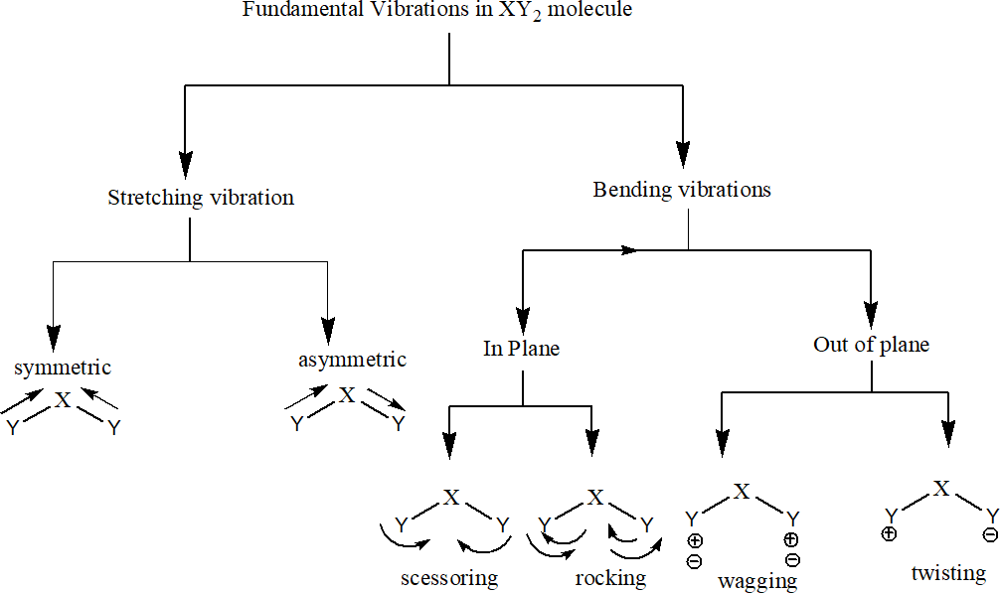 Fundamental Vibrations in XY₂ molecule
Stretching vibration
Bending vibrations
symmetric
asymmetric
In Plane
Out of plane
X
Y Y
X
Y Y
X
Y Y
scessoring
X
Y Y
rocking
X
Y Y
⊕ ⊕
⊖ ⊖
wagging
X
Y Y
⊕ ⊖
twisting